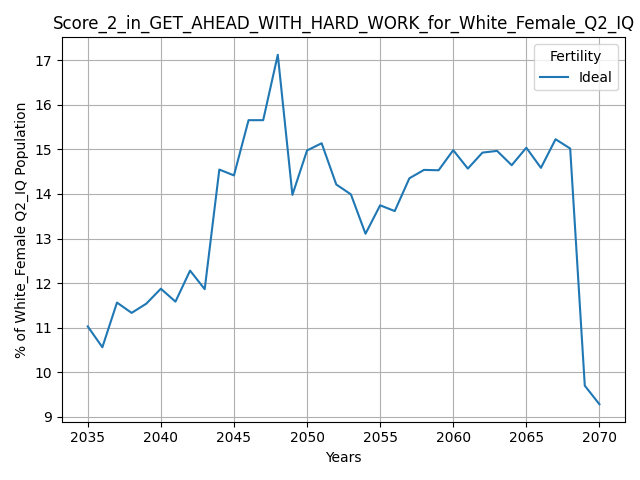 Score_2_in_GET_AHEAD_WITH_HARD_WORK_for_White_Female_Q2_IQ
Fertility
Ideal
% of White_Female Q2_IQ Population
17
16
15
14
13
12
11
10
9
2035 2040 2045 2050 2055 2060 2065 2070
Years